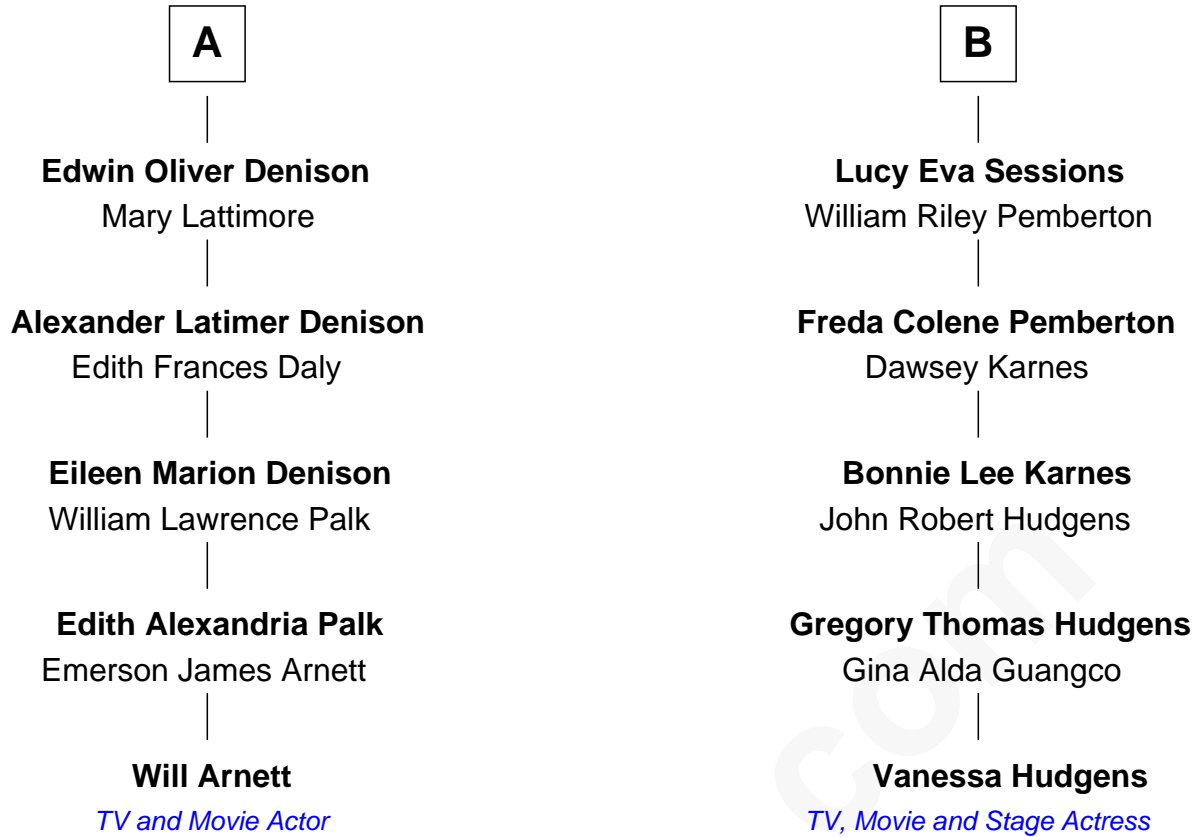 A
B
Edwin Oliver Denison
Mary Lattimore
Lucy Eva Sessions
William Riley Pemberton
Alexander Latimer Denison
Edith Frances Daly
Freda Colene Pemberton
Dawsey Karnes
Eileen Marion Denison
William Lawrence Palk
Bonnie Lee Karnes
John Robert Hudgens
Edith Alexandria Palk
Emerson James Arnett
Gregory Thomas Hudgens
Gina Alda Guangco
Will Arnett
TV and Movie Actor
Vanessa Hudgens
TV, Movie and Stage Actress
com